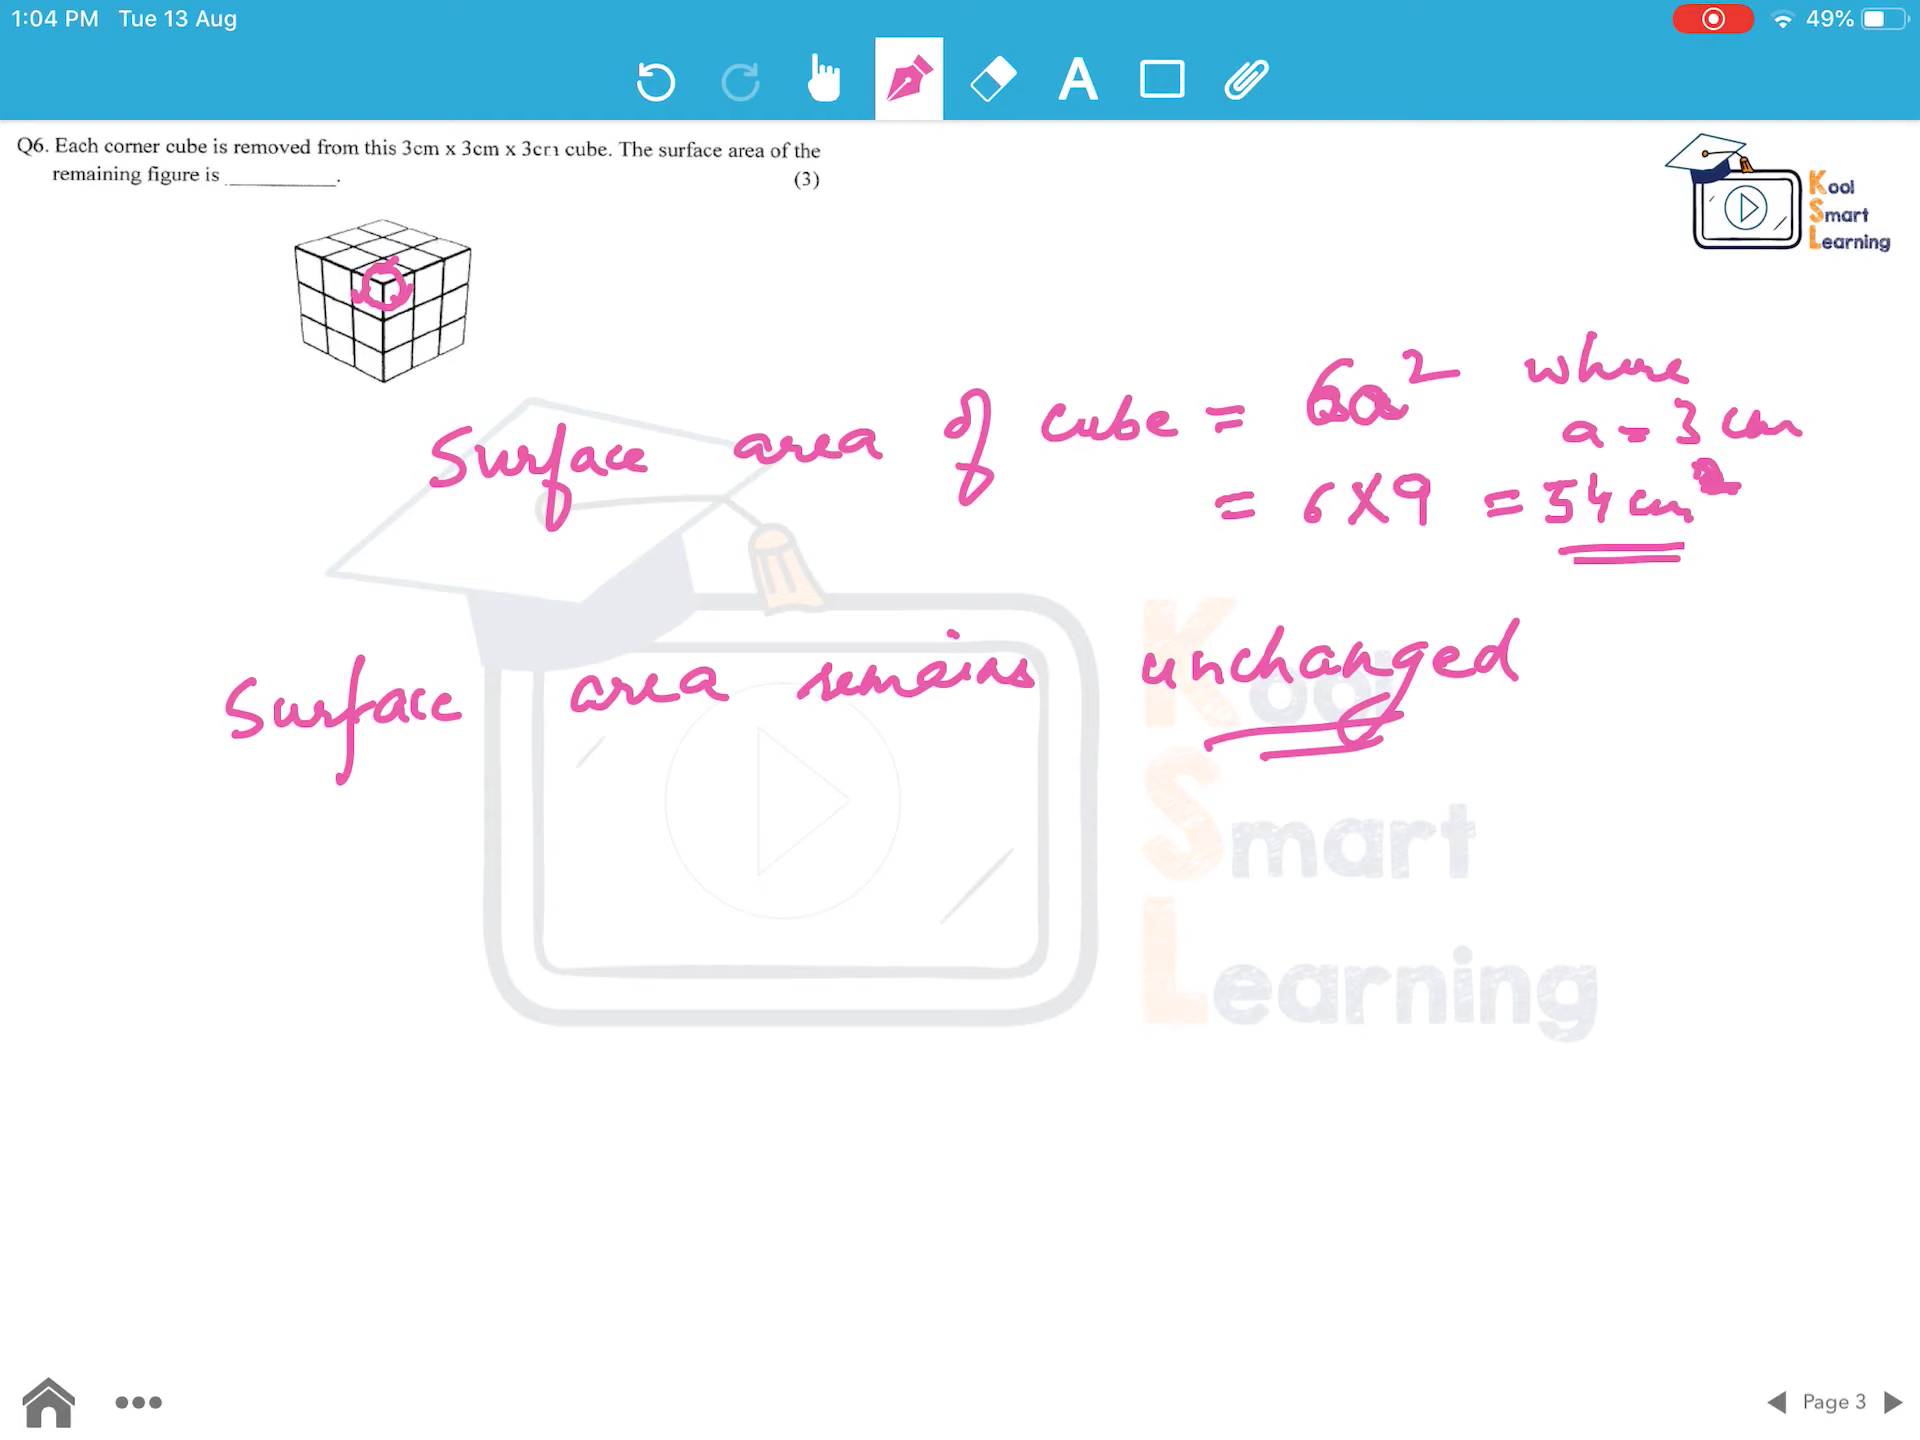 1:04 PM Tue 13 Aug
49%
A
Q6. Each corner cube is removed from this 3cm x 3cm x 3cm cube. The surface area of the
remaining figure is __________.
(3)
Kool
Smart
Learning
Surface area of cube = 6a² where
a = 3 cm
= 6 X 9 = 54 cm²
Surface area remains unchanged
Kool
Smart
Learning
Page 3